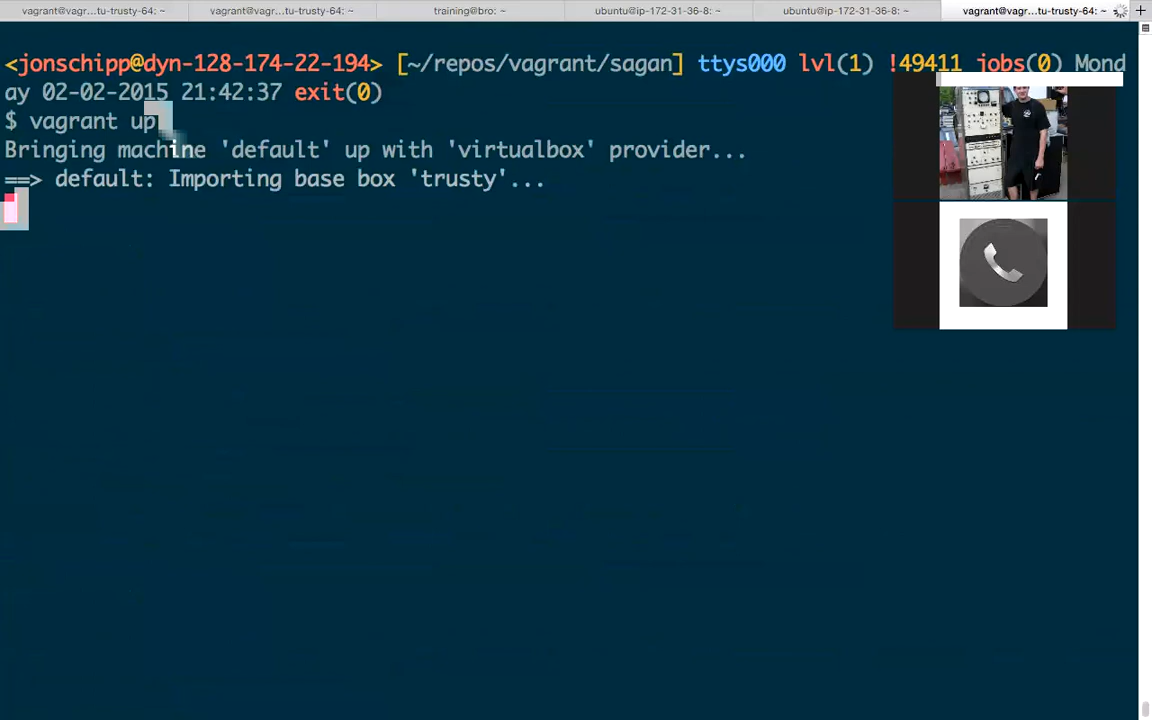 vagrant@vagr...tu-trusty-64: ~ vagrant@vagr...tu-trusty-64: ~ training@bro: ~ ubuntu@ip-172-31-36-8: ~ ubuntu@ip-172-31-36-8: ~ vagrant@vagr...tu-trusty-64: ~
<jonschipp@dyn-128-174-22-194> [~/repos/vagrant/sagan] ttys000 lvl(1) !49411 jobs(0) Mond
ay 02-02-2015 21:42:37 exit(0)
$ vagrant up
Bringing machine 'default' up with 'virtualbox' provider...
==> default: Importing base box 'trusty'...